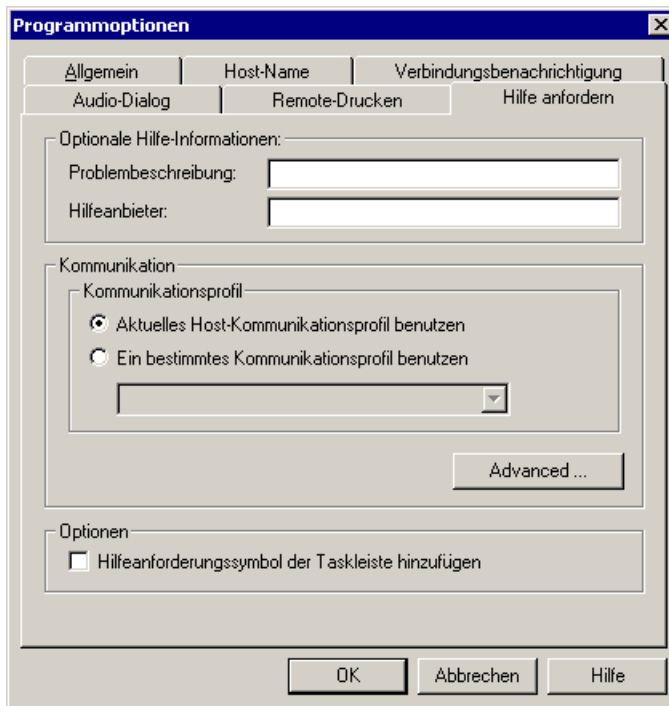 Programmoptionen
Allgemein
Host-Name
Verbindungsbenachrichtigung
Audio-Dialog
Remote-Drucken
Hilfe anfordern
Optionale Hilfe-Informationen:
Problembeschreibung:
Hilfeanbieter:
Kommunikation
Kommunikationsprofil
Aktuelles Host-Kommunikationsprofil benutzen
Ein bestimmtes Kommunikationsprofil benutzen
Advanced ...
Optionen
Hilfeanforderungssymbol der Taskleiste hinzufügen
OK
Abbrechen
Hilfe